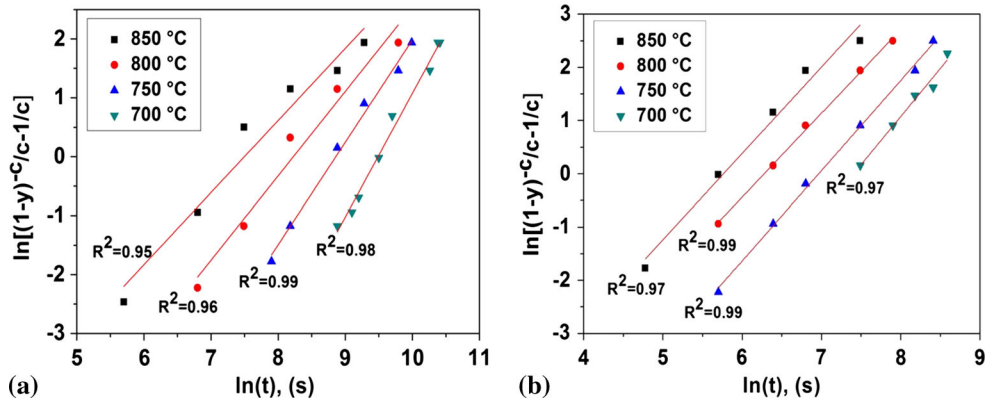 ln[(1-y)^-c/c-1/c]
2
1
0
-1
-2
-3
850 °C
800 °C
750 °C
700 °C
R²=0.95
R²=0.96
R²=0.99
R²=0.98
5 6 7 8 9 10 11
(a) ln(t), (s)
ln[(1-y)^-c/c-1/c]
3
2
1
0
-1
-2
-3
850 °C
800 °C
750 °C
700 °C
R²=0.97
R²=0.99
R²=0.99
R²=0.97
4 5 6 7 8 9
(b) ln(t), (s)